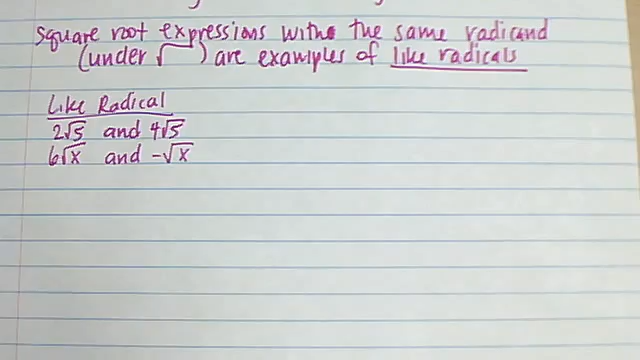 Square root expressions with the same radicand
(under √ ) are examples of like radicals
Like Radical
2√5 and 4√5
6√x and -√x